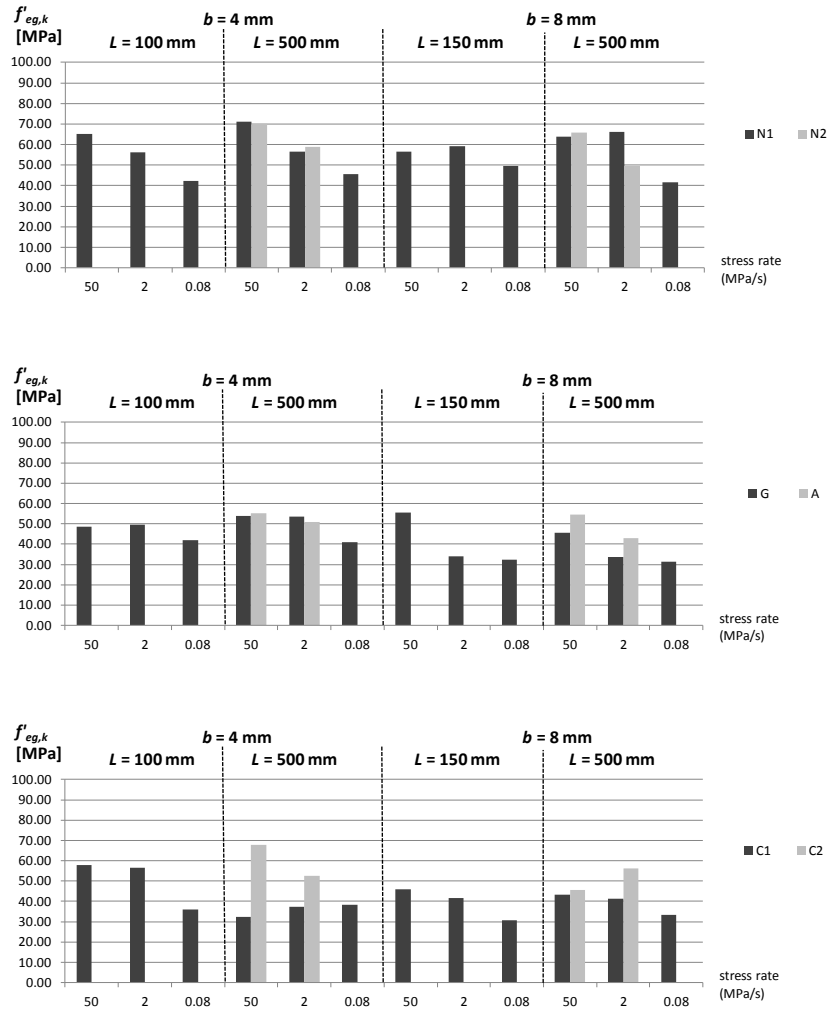 f'eg,k
[MPa]
b = 4 mm
b = 8 mm
L = 100 mm
L = 500 mm
L = 150 mm
L = 500 mm
100.00
90.00
80.00
70.00
60.00
50.00
40.00
30.00
20.00
10.00
0.00
N1 N2
stress rate
(MPa/s)
50 2 0.08 50 2 0.08 50 2 0.08 50 2 0.08
f'eg,k
[MPa]
b = 4 mm
b = 8 mm
L = 100 mm
L = 500 mm
L = 150 mm
L = 500 mm
100.00
90.00
80.00
70.00
60.00
50.00
40.00
30.00
20.00
10.00
0.00
G A
stress rate
(MPa/s)
50 2 0.08 50 2 0.08 50 2 0.08 50 2 0.08
f'eg,k
[MPa]
b = 4 mm
b = 8 mm
L = 100 mm
L = 500 mm
L = 150 mm
L = 500 mm
100.00
90.00
80.00
70.00
60.00
50.00
40.00
30.00
20.00
10.00
0.00
C1 C2
stress rate
(MPa/s)
50 2 0.08 50 2 0.08 50 2 0.08 50 2 0.08